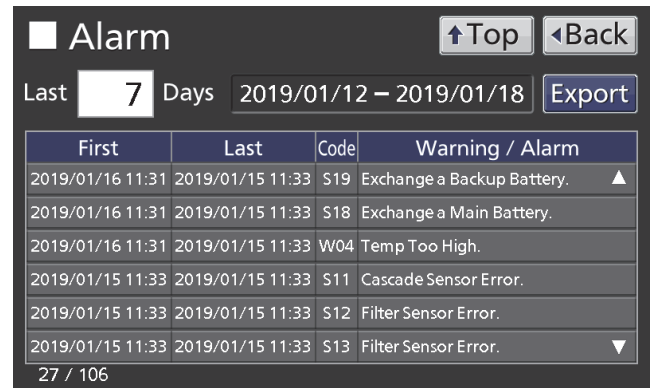 Alarm
Top
Back
Last 7 Days 2019/01/12 – 2019/01/18 Export
First Last Code Warning / Alarm
2019/01/16 11:31 2019/01/15 11:33 S19 Exchange a Backup Battery.
2019/01/16 11:31 2019/01/15 11:33 S18 Exchange a Main Battery.
2019/01/16 11:31 2019/01/15 11:33 W04 Temp Too High.
2019/01/15 11:33 2019/01/15 11:33 S11 Cascade Sensor Error.
2019/01/15 11:33 2019/01/15 11:33 S12 Filter Sensor Error.
2019/01/15 11:33 2019/01/15 11:33 S13 Filter Sensor Error.
27 / 106